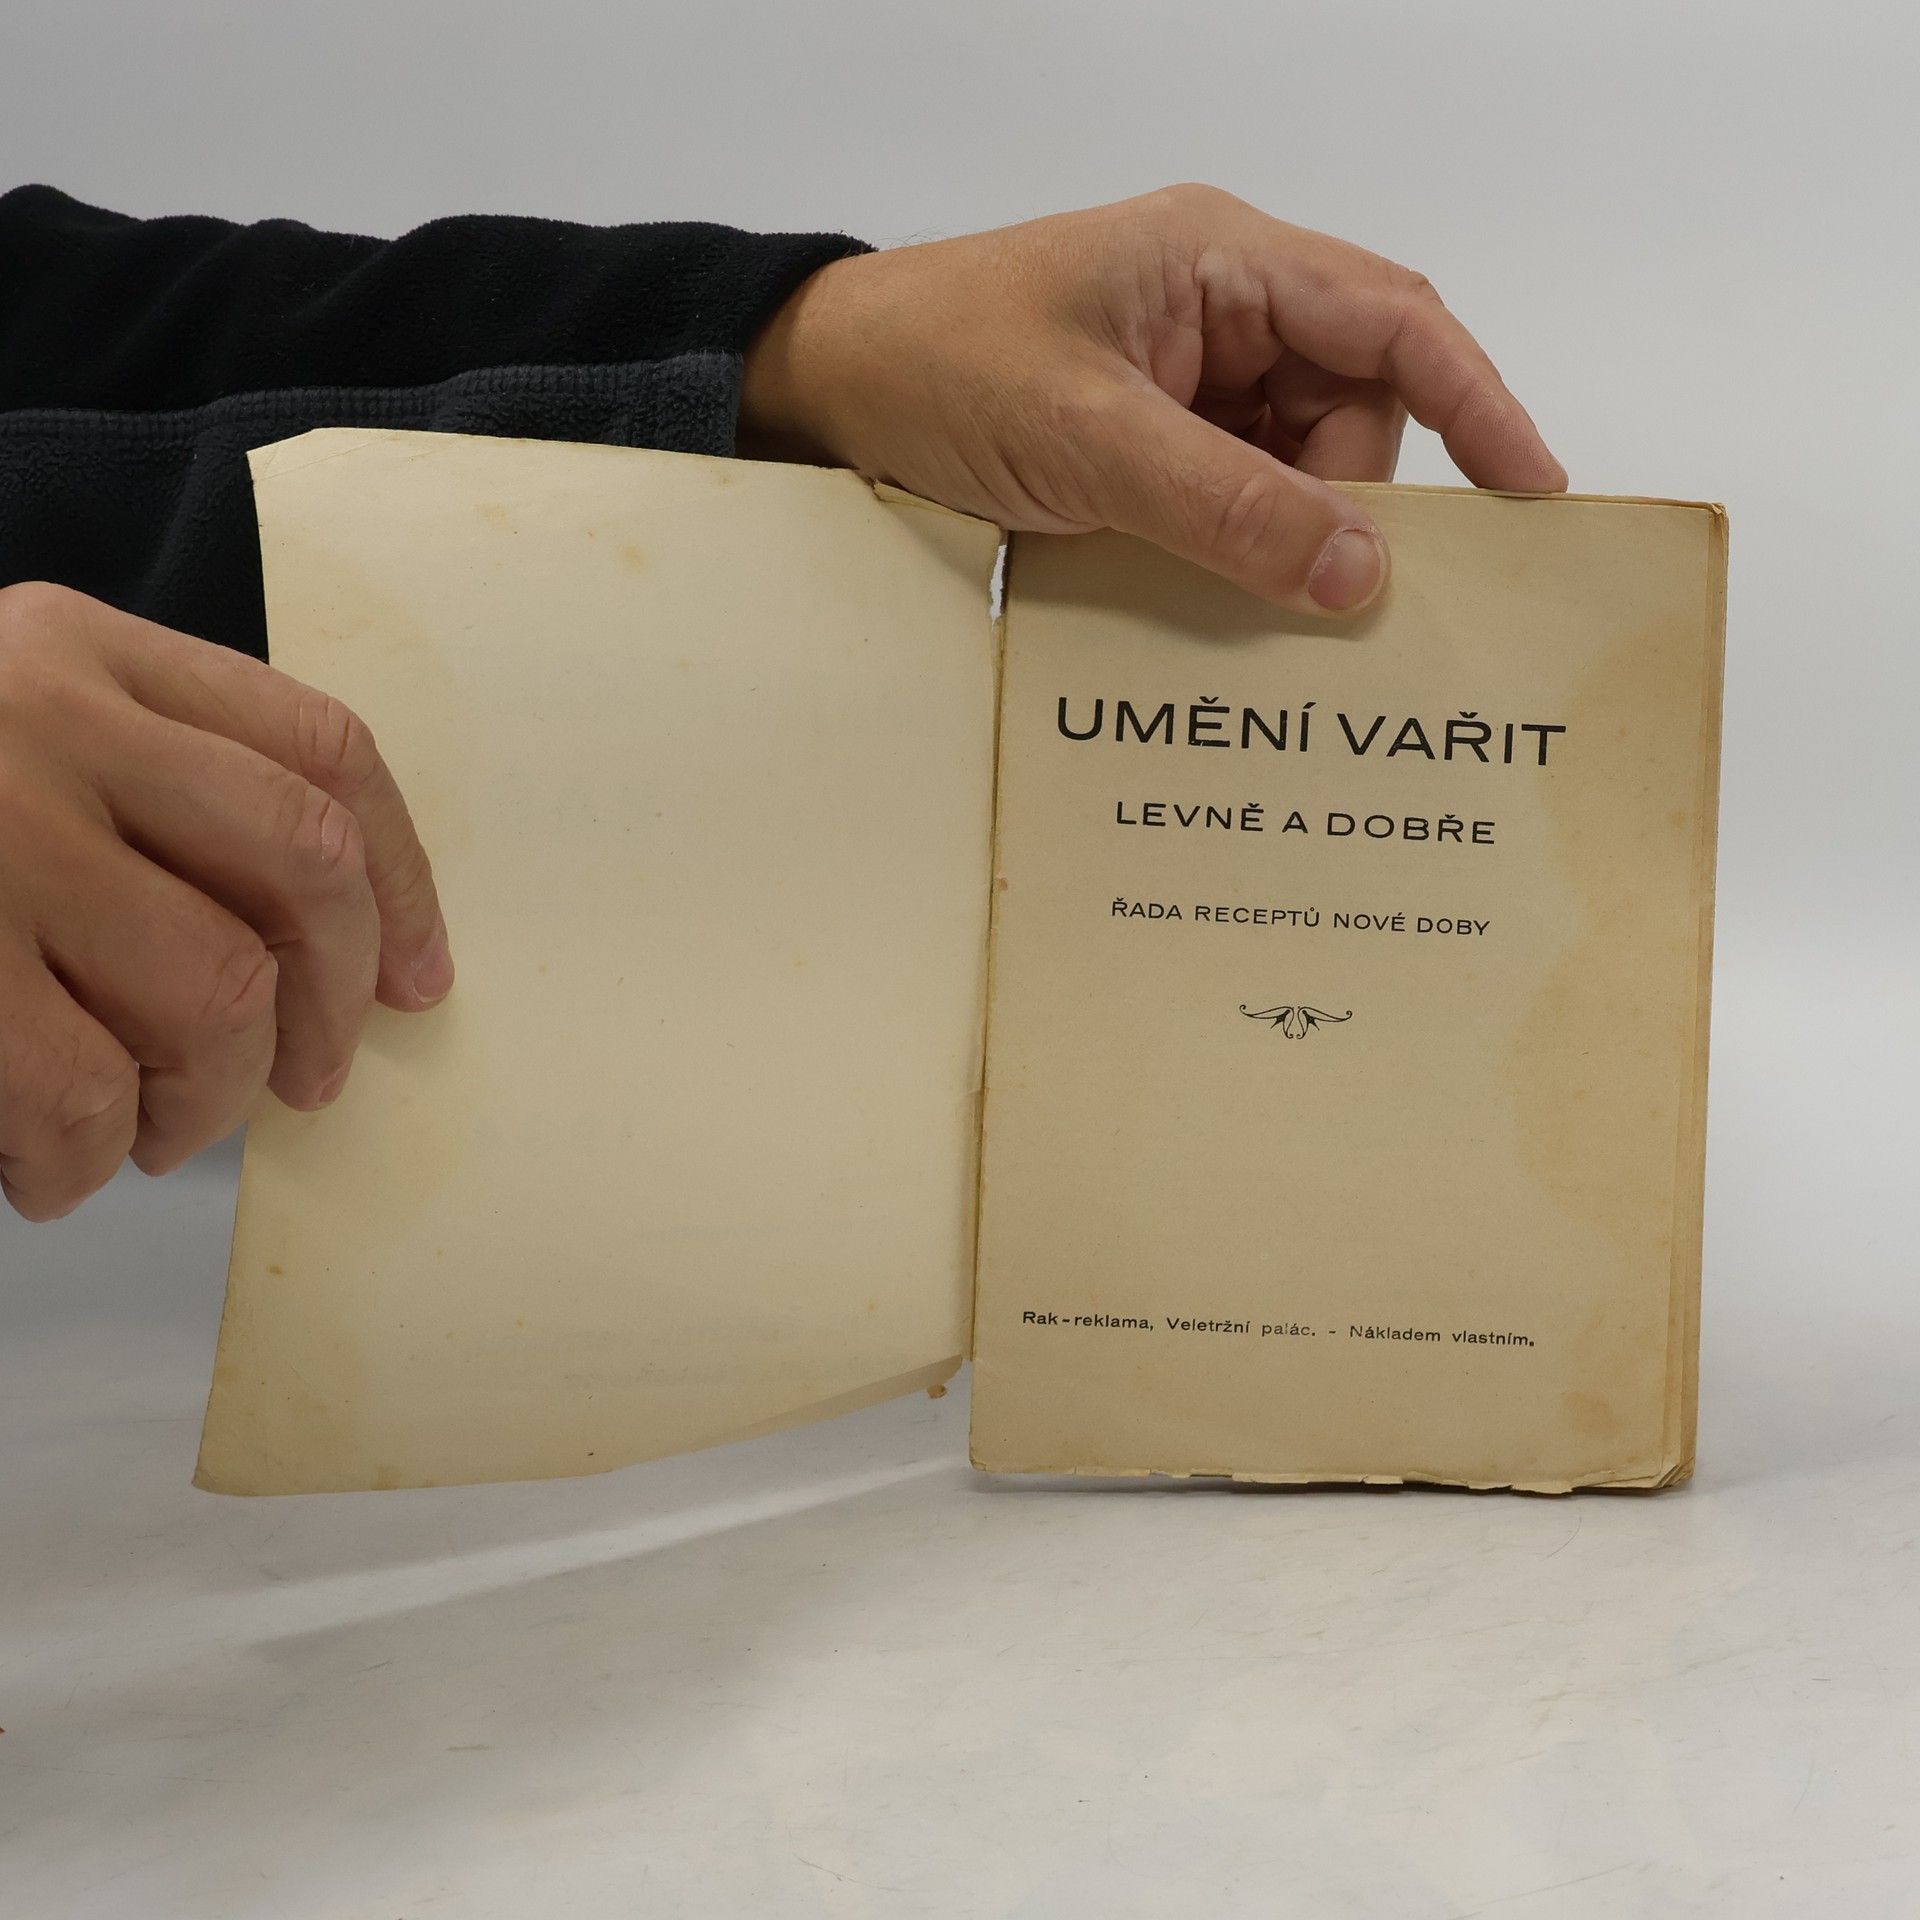 UMĚNÍ VAŘIT
LEVNĚ A DOBŘE
ŘADA RECEPTŮ NOVÉ DOBY
Rak-reklama, Veletržní palác. - Nákladem vlastním.